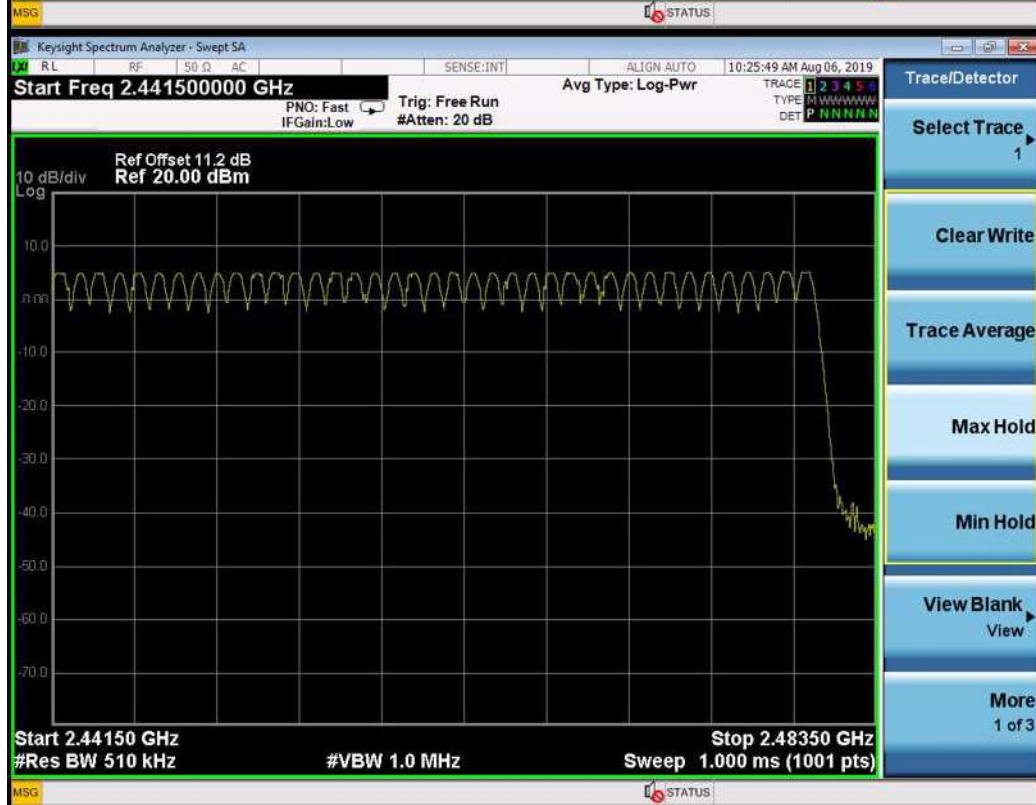 MSG STATUS
Keysight Spectrum Analyzer - Swept SA
LXI RL RF 50 Ω AC SENSE:INT ALIGN AUTO 10:25:49 AM Aug 06, 2019
Start Freq 2.441500000 GHz
PNO: Fast
IFGain:Low
Trig: Free Run
#Atten: 20 dB
Avg Type: Log-Pwr
TRACE 1 2 3 4 5 6
TYPE M WWWWW
DET P N N N N N
Ref Offset 11.2 dB
10 dB/div Ref 20.00 dBm
Log
10.0
0.00
-10.0
-20.0
-30.0
-40.0
-50.0
-60.0
-70.0
Start 2.44150 GHz Stop 2.48350 GHz
#Res BW 510 kHz #VBW 1.0 MHz Sweep 1.000 ms (1001 pts)
MSG STATUS
Trace/Detector
Select Trace
1
Clear Write
Trace Average
Max Hold
Min Hold
View Blank
View
More
1 of 3